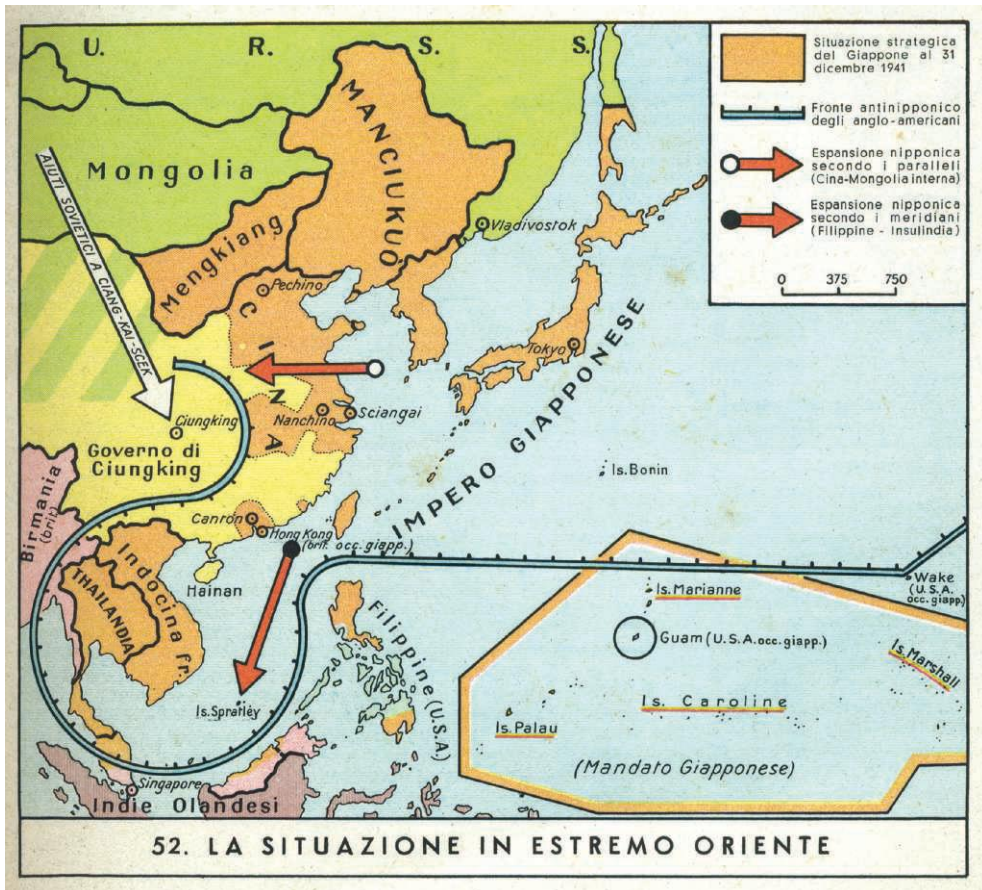 U. R. S. S.
Situazione strategica
del Giappone al 31
dicembre 1941
Fronte antinipponico
degli anglo-americani
Espansione nipponica
secondo i paralleli
(Cina-Mongolia interna)
Espansione nipponica
secondo i meridiani
(Filippine - Insulindia)
0 375 750
Mongolia
MANCIUKUÒ
AIUTI SOVIETICI A CIANG-KAI-SCEK
Mengkiang
Vladivostok
Pechino
CINA
Tokyo
IMPERO GIAPPONESE
Nanchino
Sciangai
Ciungking
Governo di
Ciungking
Is. Bonin
Birmania
(brit.)
Canron
Hong Kong
(brit. occ. giapp.)
Indocina Fr.
Hainan
THAILANDIA
Wake
(U.S.A.
occ. giapp.)
Is. Marianne
Filippine (U.S.A.)
Guam (U.S.A. occ. giapp.)
Is. Marshall
Is. Spratley
Is. Caroline
Is. Palau
(Mandato Giapponese)
Singapore
Indie Olandesi
52. LA SITUAZIONE IN ESTREMO ORIENTE